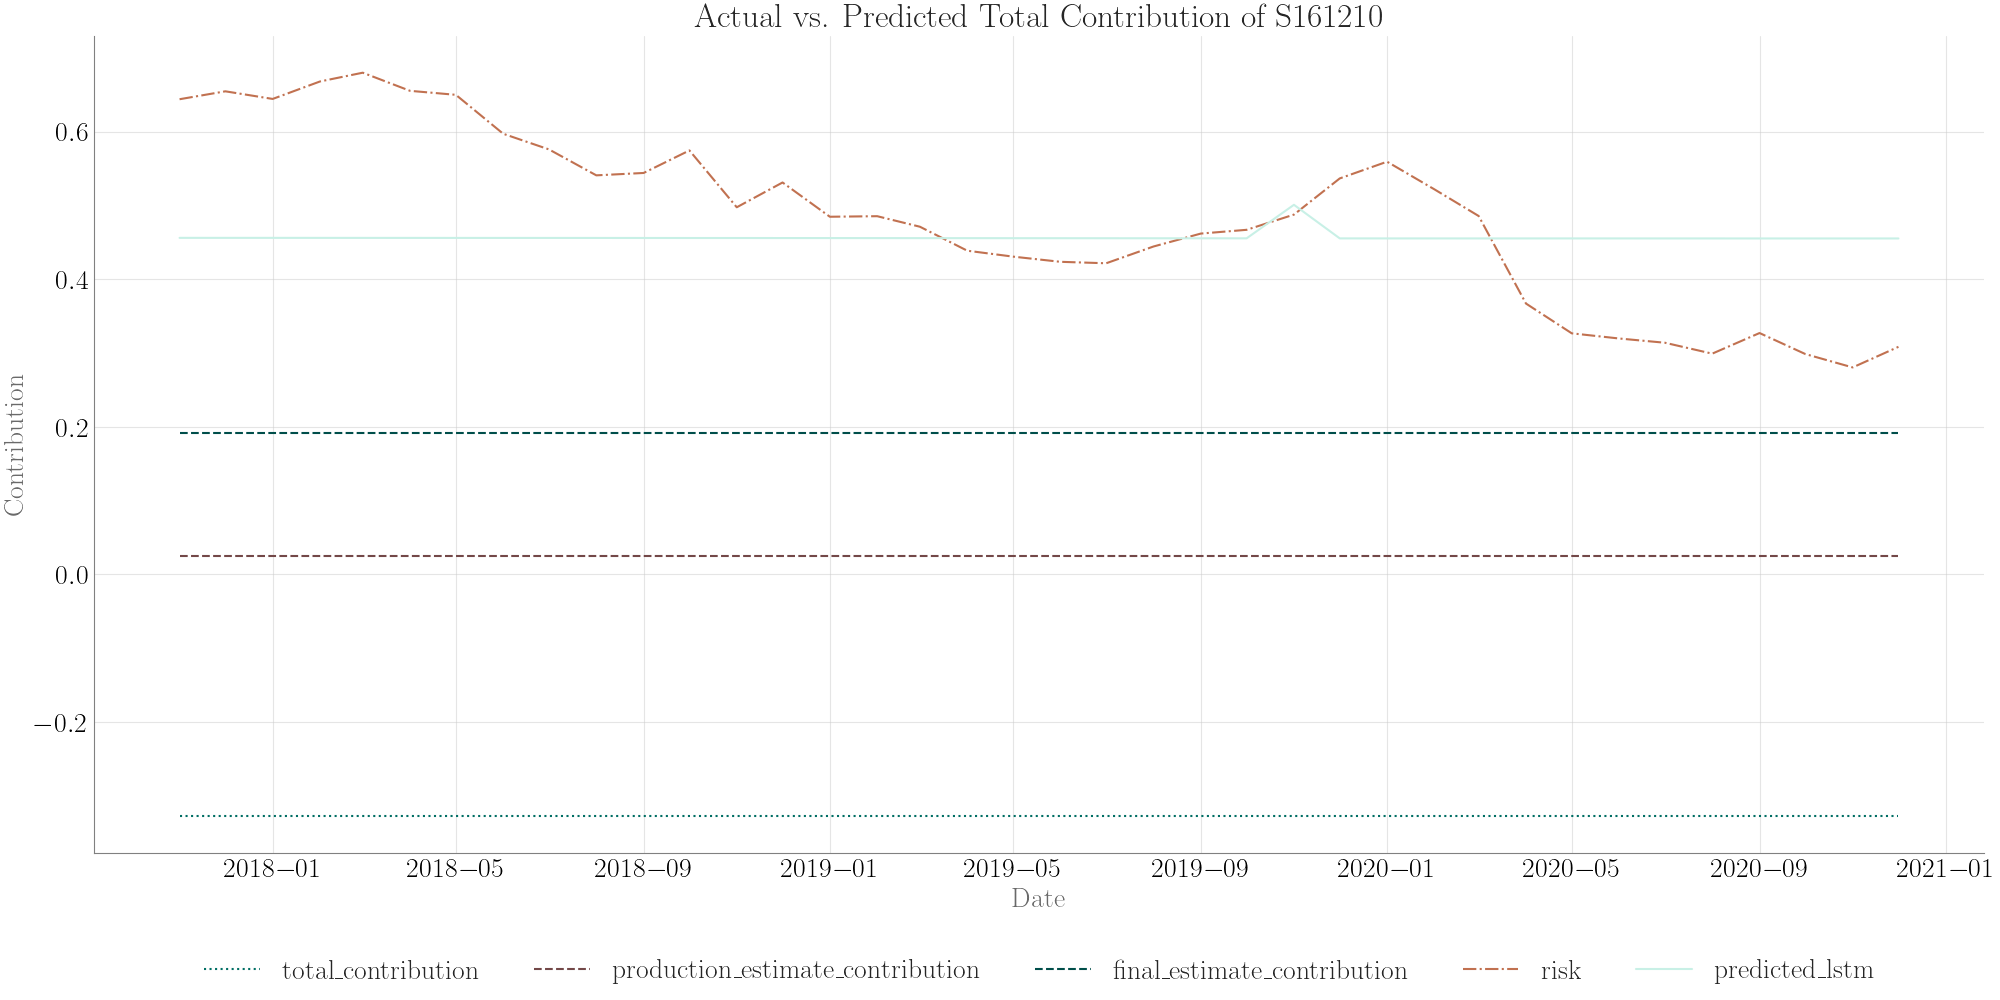 Actual vs. Predicted Total Contribution of S161210
Contribution
0.6
0.4
0.2
0.0
−0.2
2018−01 2018−05 2018−09 2019−01 2019−05 2019−09 2020−01 2020−05 2020−09 2021−01
Date
total_contribution production_estimate_contribution final_estimate_contribution risk predicted_lstm